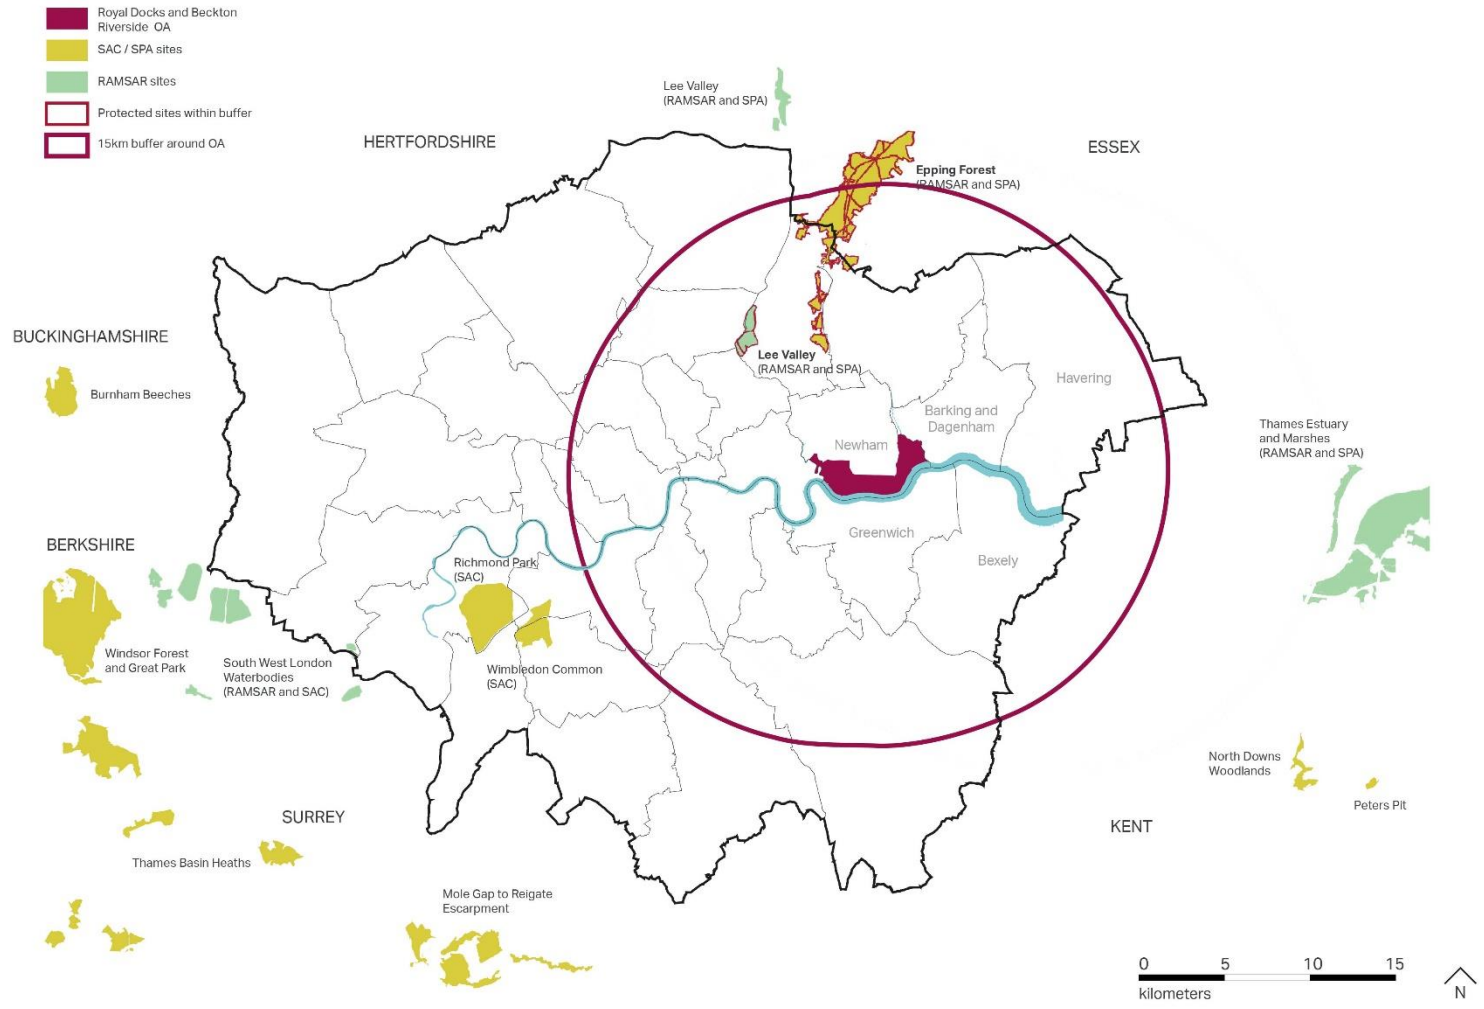 Royal Docks and Beckton
Riverside OA
SAC / SPA sites
RAMSAR sites
Protected sites within buffer
15km buffer around OA
Lee Valley
(RAMSAR and SPA)
HERTFORDSHIRE
ESSEX
Epping Forest
(RAMSAR and SPA)
BUCKINGHAMSHIRE
Burnham Beeches
Lee Valley
(RAMSAR and SPA)
Havering
Barking and
Dagenham
Newham
Thames Estuary
and Marshes
(RAMSAR and SPA)
Greenwich
Bexely
BERKSHIRE
Richmond Park
(SAC)
Windsor Forest
and Great Park
South West London
Waterbodies
(RAMSAR and SAC)
Wimbledon Common
(SAC)
North Downs
Woodlands
Peters Pit
SURREY
KENT
Thames Basin Heaths
Mole Gap to Reigate
Escarpment
0 5 10 15
kilometers
N